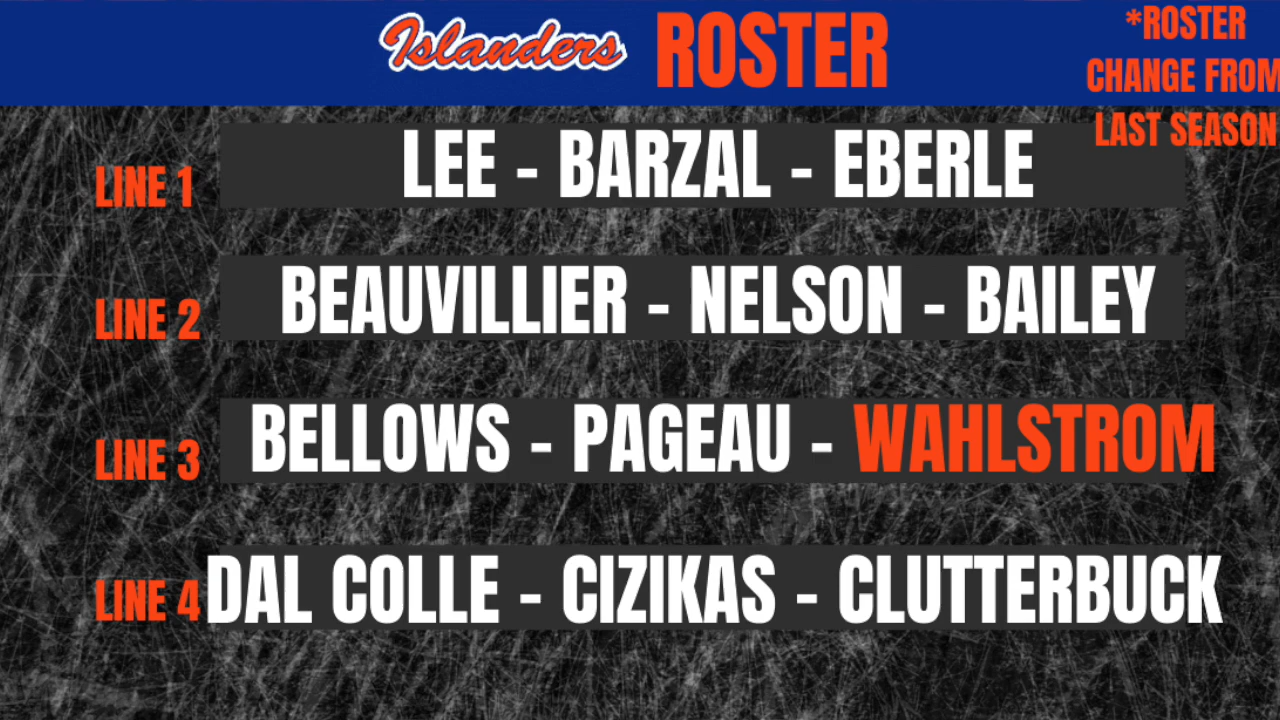 Islanders ROSTER
*ROSTER
CHANGE FROM
LAST SEASON
LINE 1 LEE - BARZAL - EBERLE
LINE 2 BEAUVILLIER - NELSON - BAILEY
LINE 3 BELLOWS - PAGEAU - WAHLSTROM
LINE 4 DAL COLLE - CIZIKAS - CLUTTERBUCK